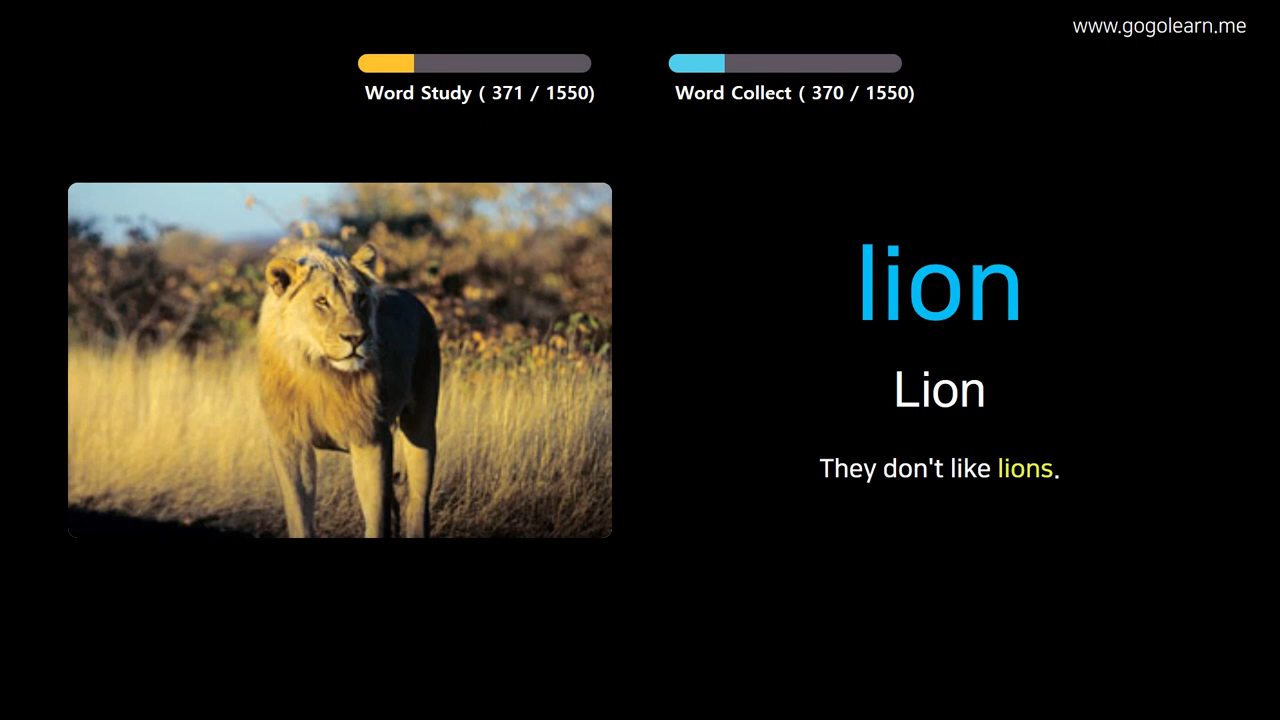 www.gogolearn.me
Word Study ( 371 / 1550)
Word Collect ( 370 / 1550)
lion
Lion
They don't like lions.